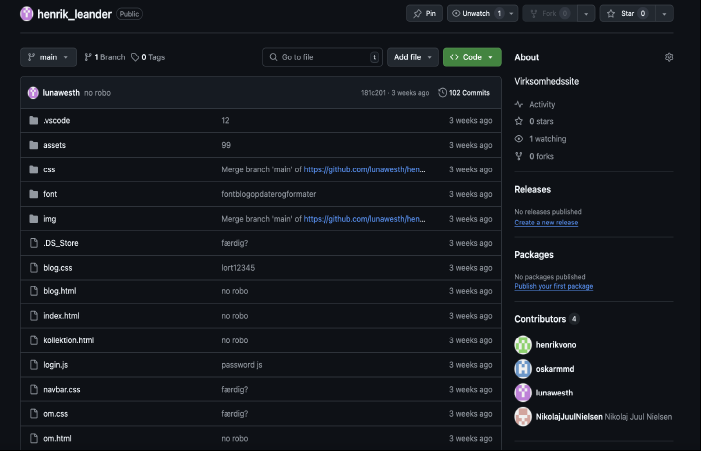 henrik_leander Public Pin Unwatch 1 Fork 0 Star 0
main 1 Branch 0 Tags Go to file t Add file Code
lunawesth no robo 181c201 · 3 weeks ago 102 Commits
.vscode 12 3 weeks ago
assets 99 3 weeks ago
css Merge branch 'main' of https://github.com/lunawesth/hen... 3 weeks ago
font fontblogopdaterogformater 3 weeks ago
img Merge branch 'main' of https://github.com/lunawesth/hen... 3 weeks ago
.DS_Store færdig? 3 weeks ago
blog.css lort12345 3 weeks ago
blog.html no robo 3 weeks ago
index.html no robo 3 weeks ago
kollektion.html no robo 3 weeks ago
login.js password js 3 weeks ago
navbar.css færdig? 3 weeks ago
om.css færdig? 3 weeks ago
om.html no robo 3 weeks ago
About
Virksomhedssite
Activity
0 stars
1 watching
0 forks
Releases
No releases published
Create a new release
Packages
No packages published
Publish your first package
Contributors 4
henrikvono
oskarmmd
lunawesth
NikolajJuulNielsen Nikolaj Juul Nielsen